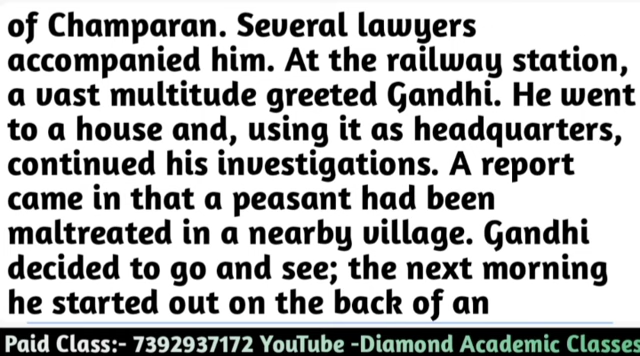 of Champaran. Several lawyers
accompanied him. At the railway station,
a vast multitude greeted Gandhi. He went
to a house and, using it as headquarters,
continued his investigations. A report
came in that a peasant had been
maltreated in a nearby village. Gandhi
decided to go and see; the next morning
he started out on the back of an
Paid Class:- 7392937172 YouTube -Diamond Academic Classes